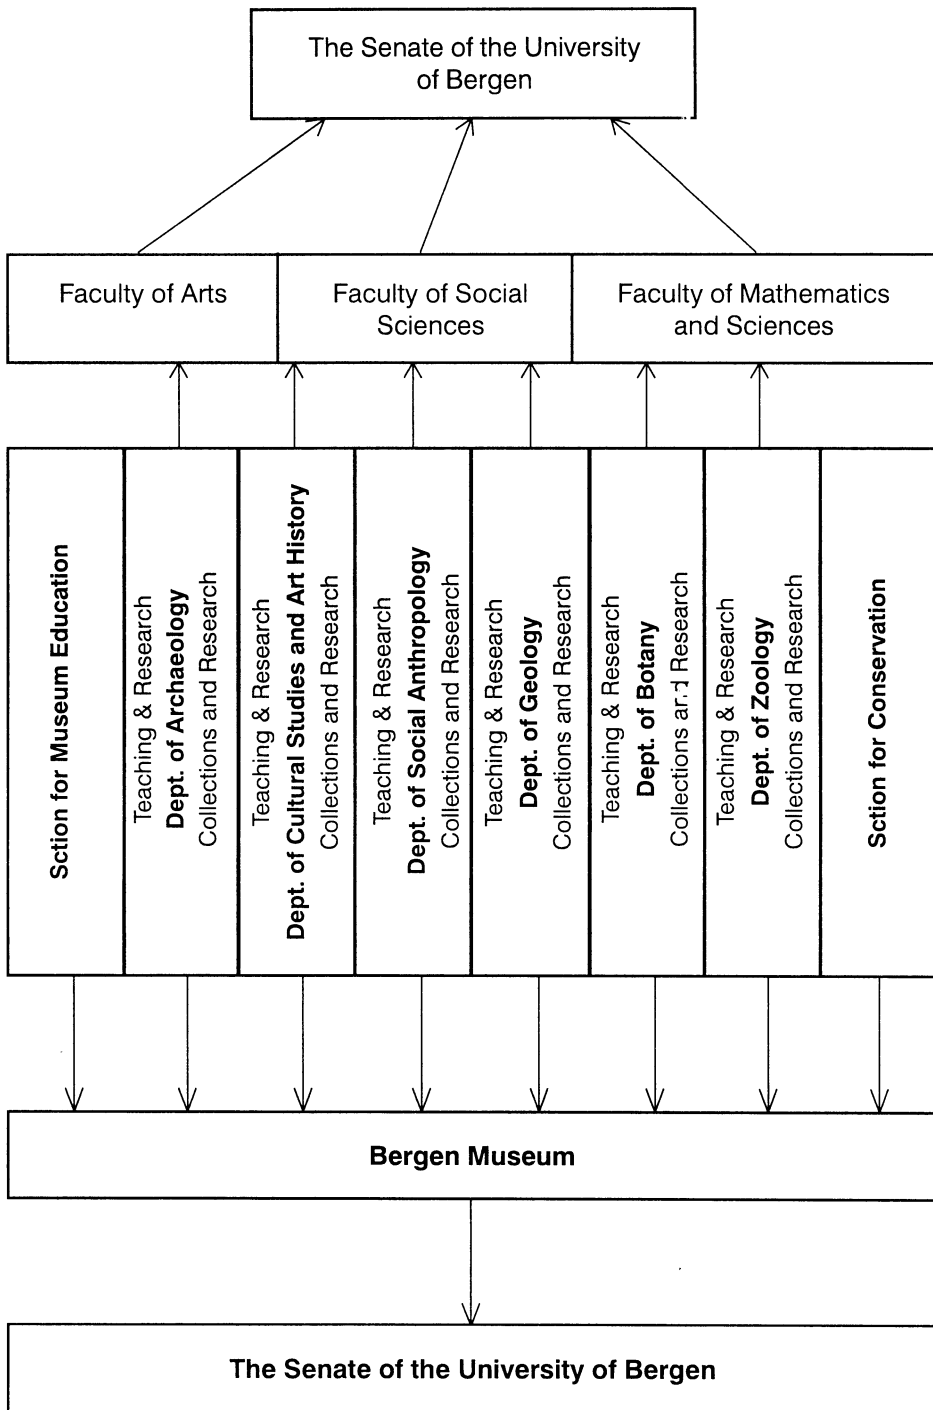 The Senate of the University
of Bergen
Faculty of Arts
Faculty of Social
Sciences
Faculty of Mathematics
and Sciences
Sction for Museum Education
Teaching & Research
Dept. of Archaeology
Collections and Research
Teaching & Research
Dept. of Cultural Studies and Art History
Collections and Research
Teaching & Research
Dept. of Social Anthropology
Collections and Research
Teaching & Research
Dept. of Geology
Collections and Research
Teaching & Research
Dept. of Botany
Collections and Research
Teaching & Research
Dept. of Zoology
Collections and Research
Sction for Conservation
Bergen Museum
The Senate of the University of Bergen